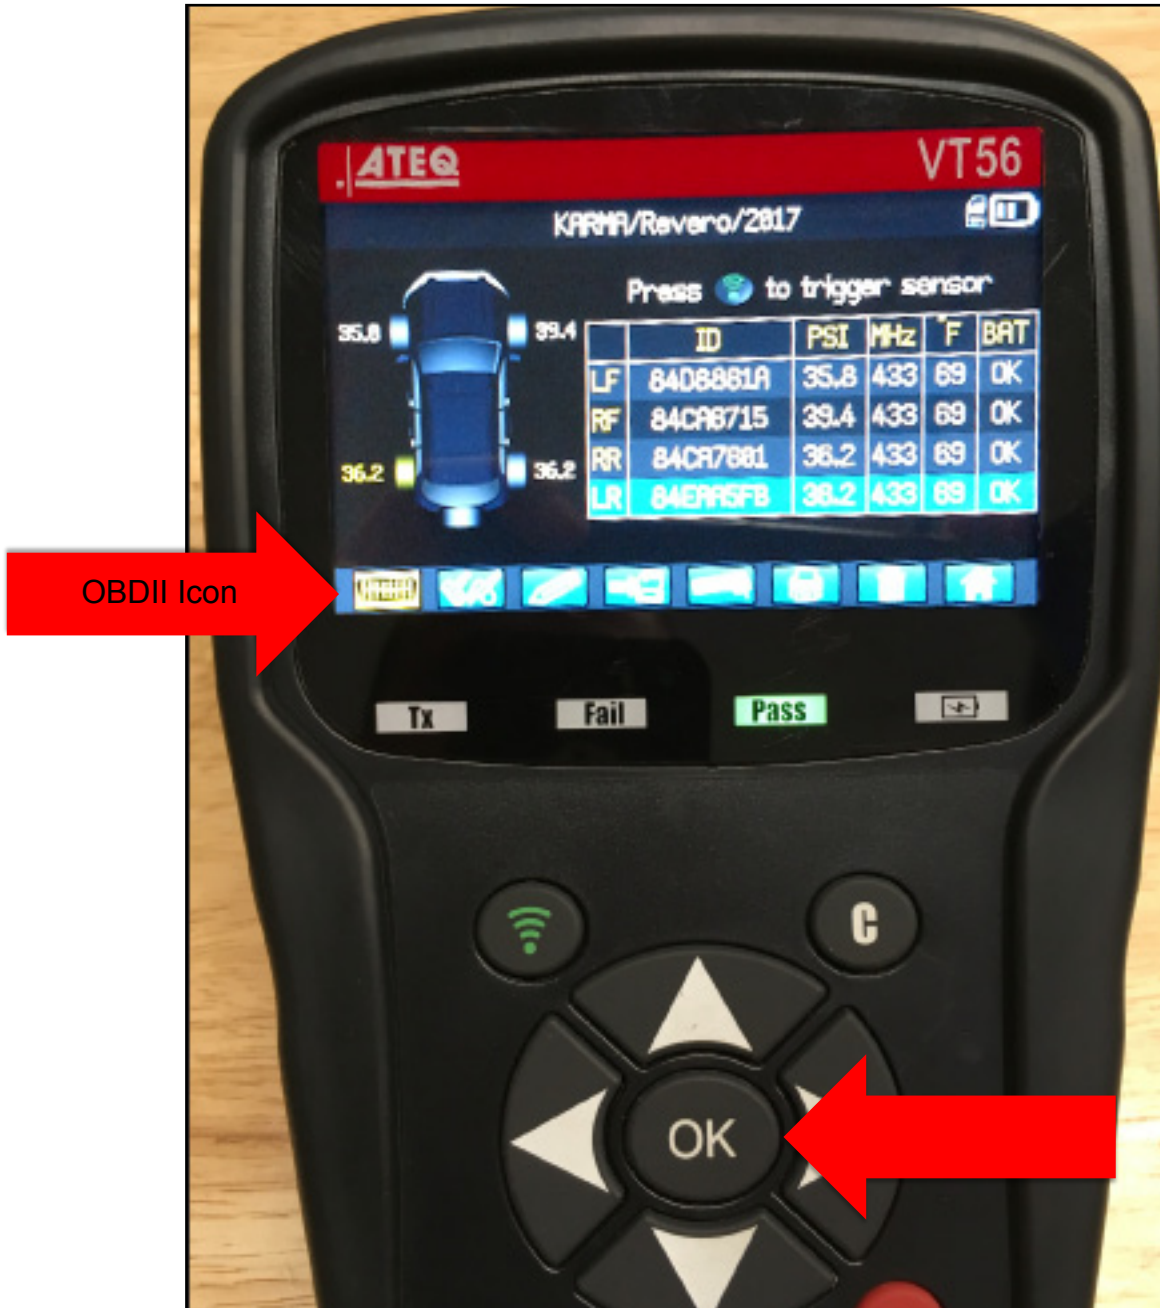 ATEQ VT56
KARMA/Revero/2017
Press to trigger sensor
35.8 39.4
36.2 36.2
ID PSI MHz °F BAT
LF 84D8881A 35.8 433 69 OK
RF 84CA8715 39.4 433 69 OK
RR 84CA7881 36.2 433 69 OK
LR 84EAA5FB 36.2 433 69 OK
OBDII Icon
Tx Fail Pass
C
OK